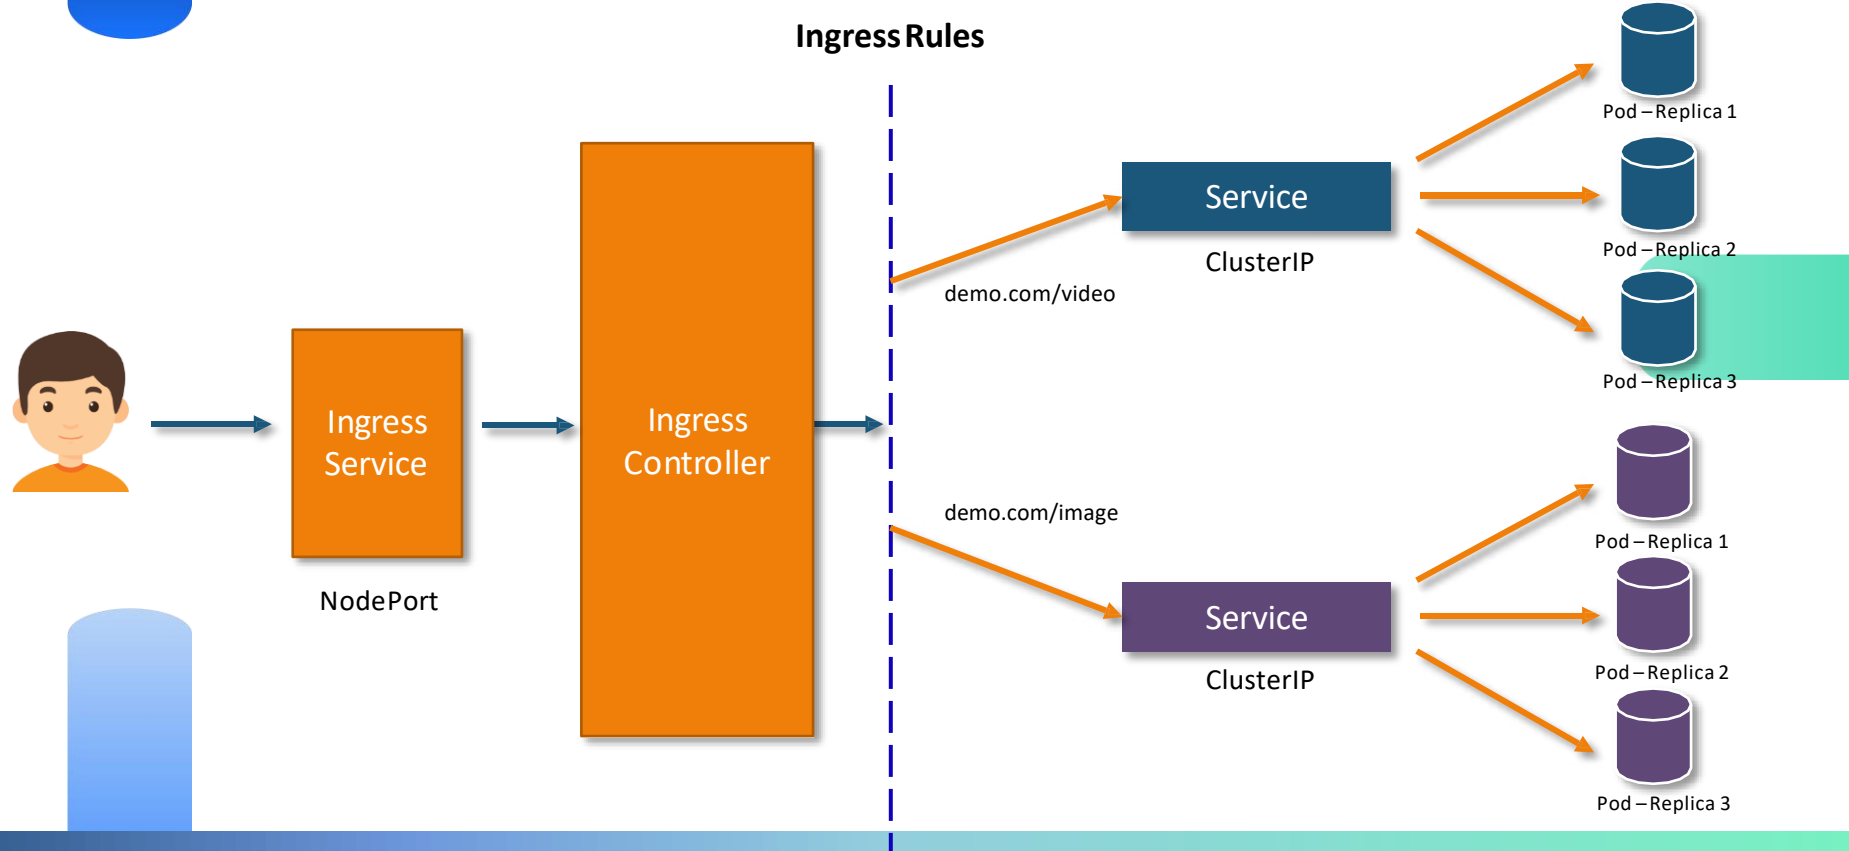 Ingress Rules
Pod – Replica 1
Service
ClusterIP
Pod – Replica 2
demo.com/video
Pod – Replica 3
Ingress
Service
NodePort
Ingress
Controller
demo.com/image
Pod – Replica 1
Service
ClusterIP
Pod – Replica 2
Pod – Replica 3